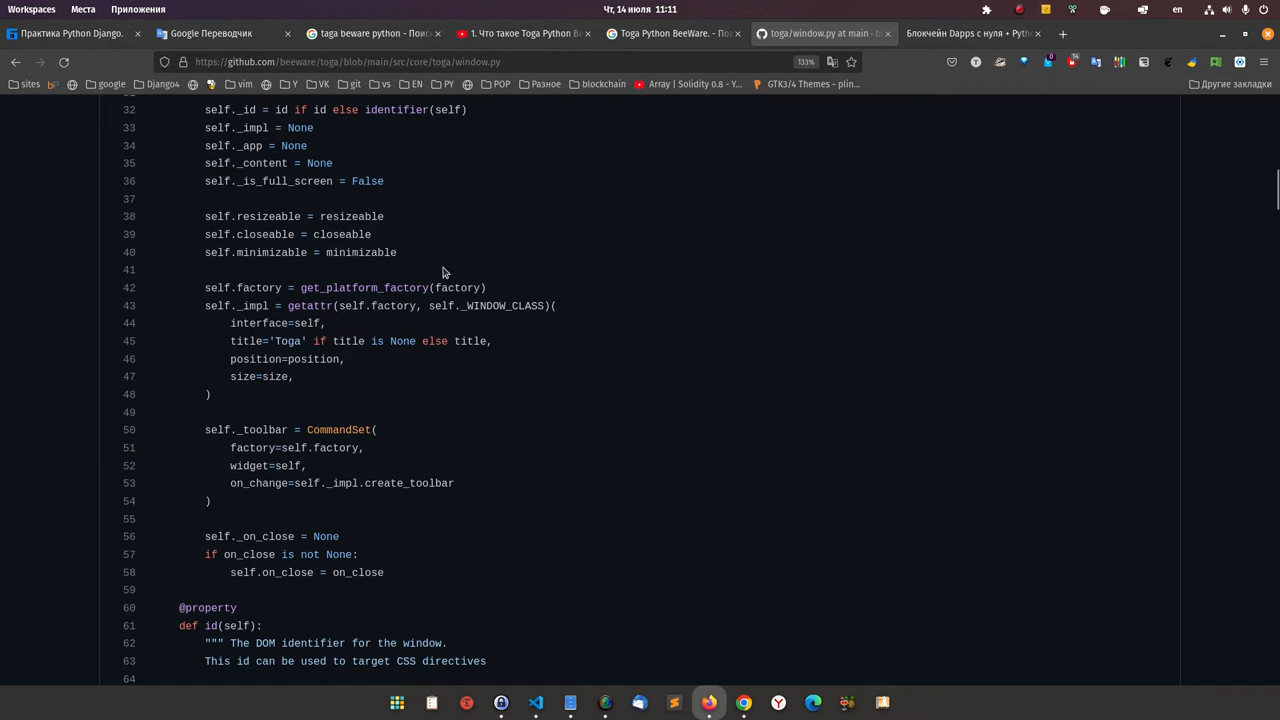 Workspaces Места Приложения Чт, 14 июля 11:11 en
Практика Python Django.
Google Переводчик
taga beware python - Поис
1. Что такое Toga Python Be
Toga Python BeeWare. - Po
toga/window.py at main · b
Блокчейн Dapps с нуля + Pyth
https://github.com/beeware/toga/blob/main/src/core/toga/window.py 133%
sites google Django4 vim Y VK git vs EN PY POP Разное blockchain Array | Solidity 0.8 - Y... GTK3/4 Themes - plin... Другие закладки
32 self._id = id if id else identifier(self)
33 self._impl = None
34 self._app = None
35 self._content = None
36 self._is_full_screen = False
37
38 self.resizeable = resizeable
39 self.closeable = closeable
40 self.minimizable = minimizable
41
42 self.factory = get_platform_factory(factory)
43 self._impl = getattr(self.factory, self._WINDOW_CLASS)(
44 interface=self,
45 title='Toga' if title is None else title,
46 position=position,
47 size=size,
48 )
49
50 self._toolbar = CommandSet(
51 factory=self.factory,
52 widget=self,
53 on_change=self._impl.create_toolbar
54 )
55
56 self._on_close = None
57 if on_close is not None:
58 self.on_close = on_close
59
60 @property
61 def id(self):
62 """ The DOM identifier for the window.
63 This id can be used to target CSS directives
64